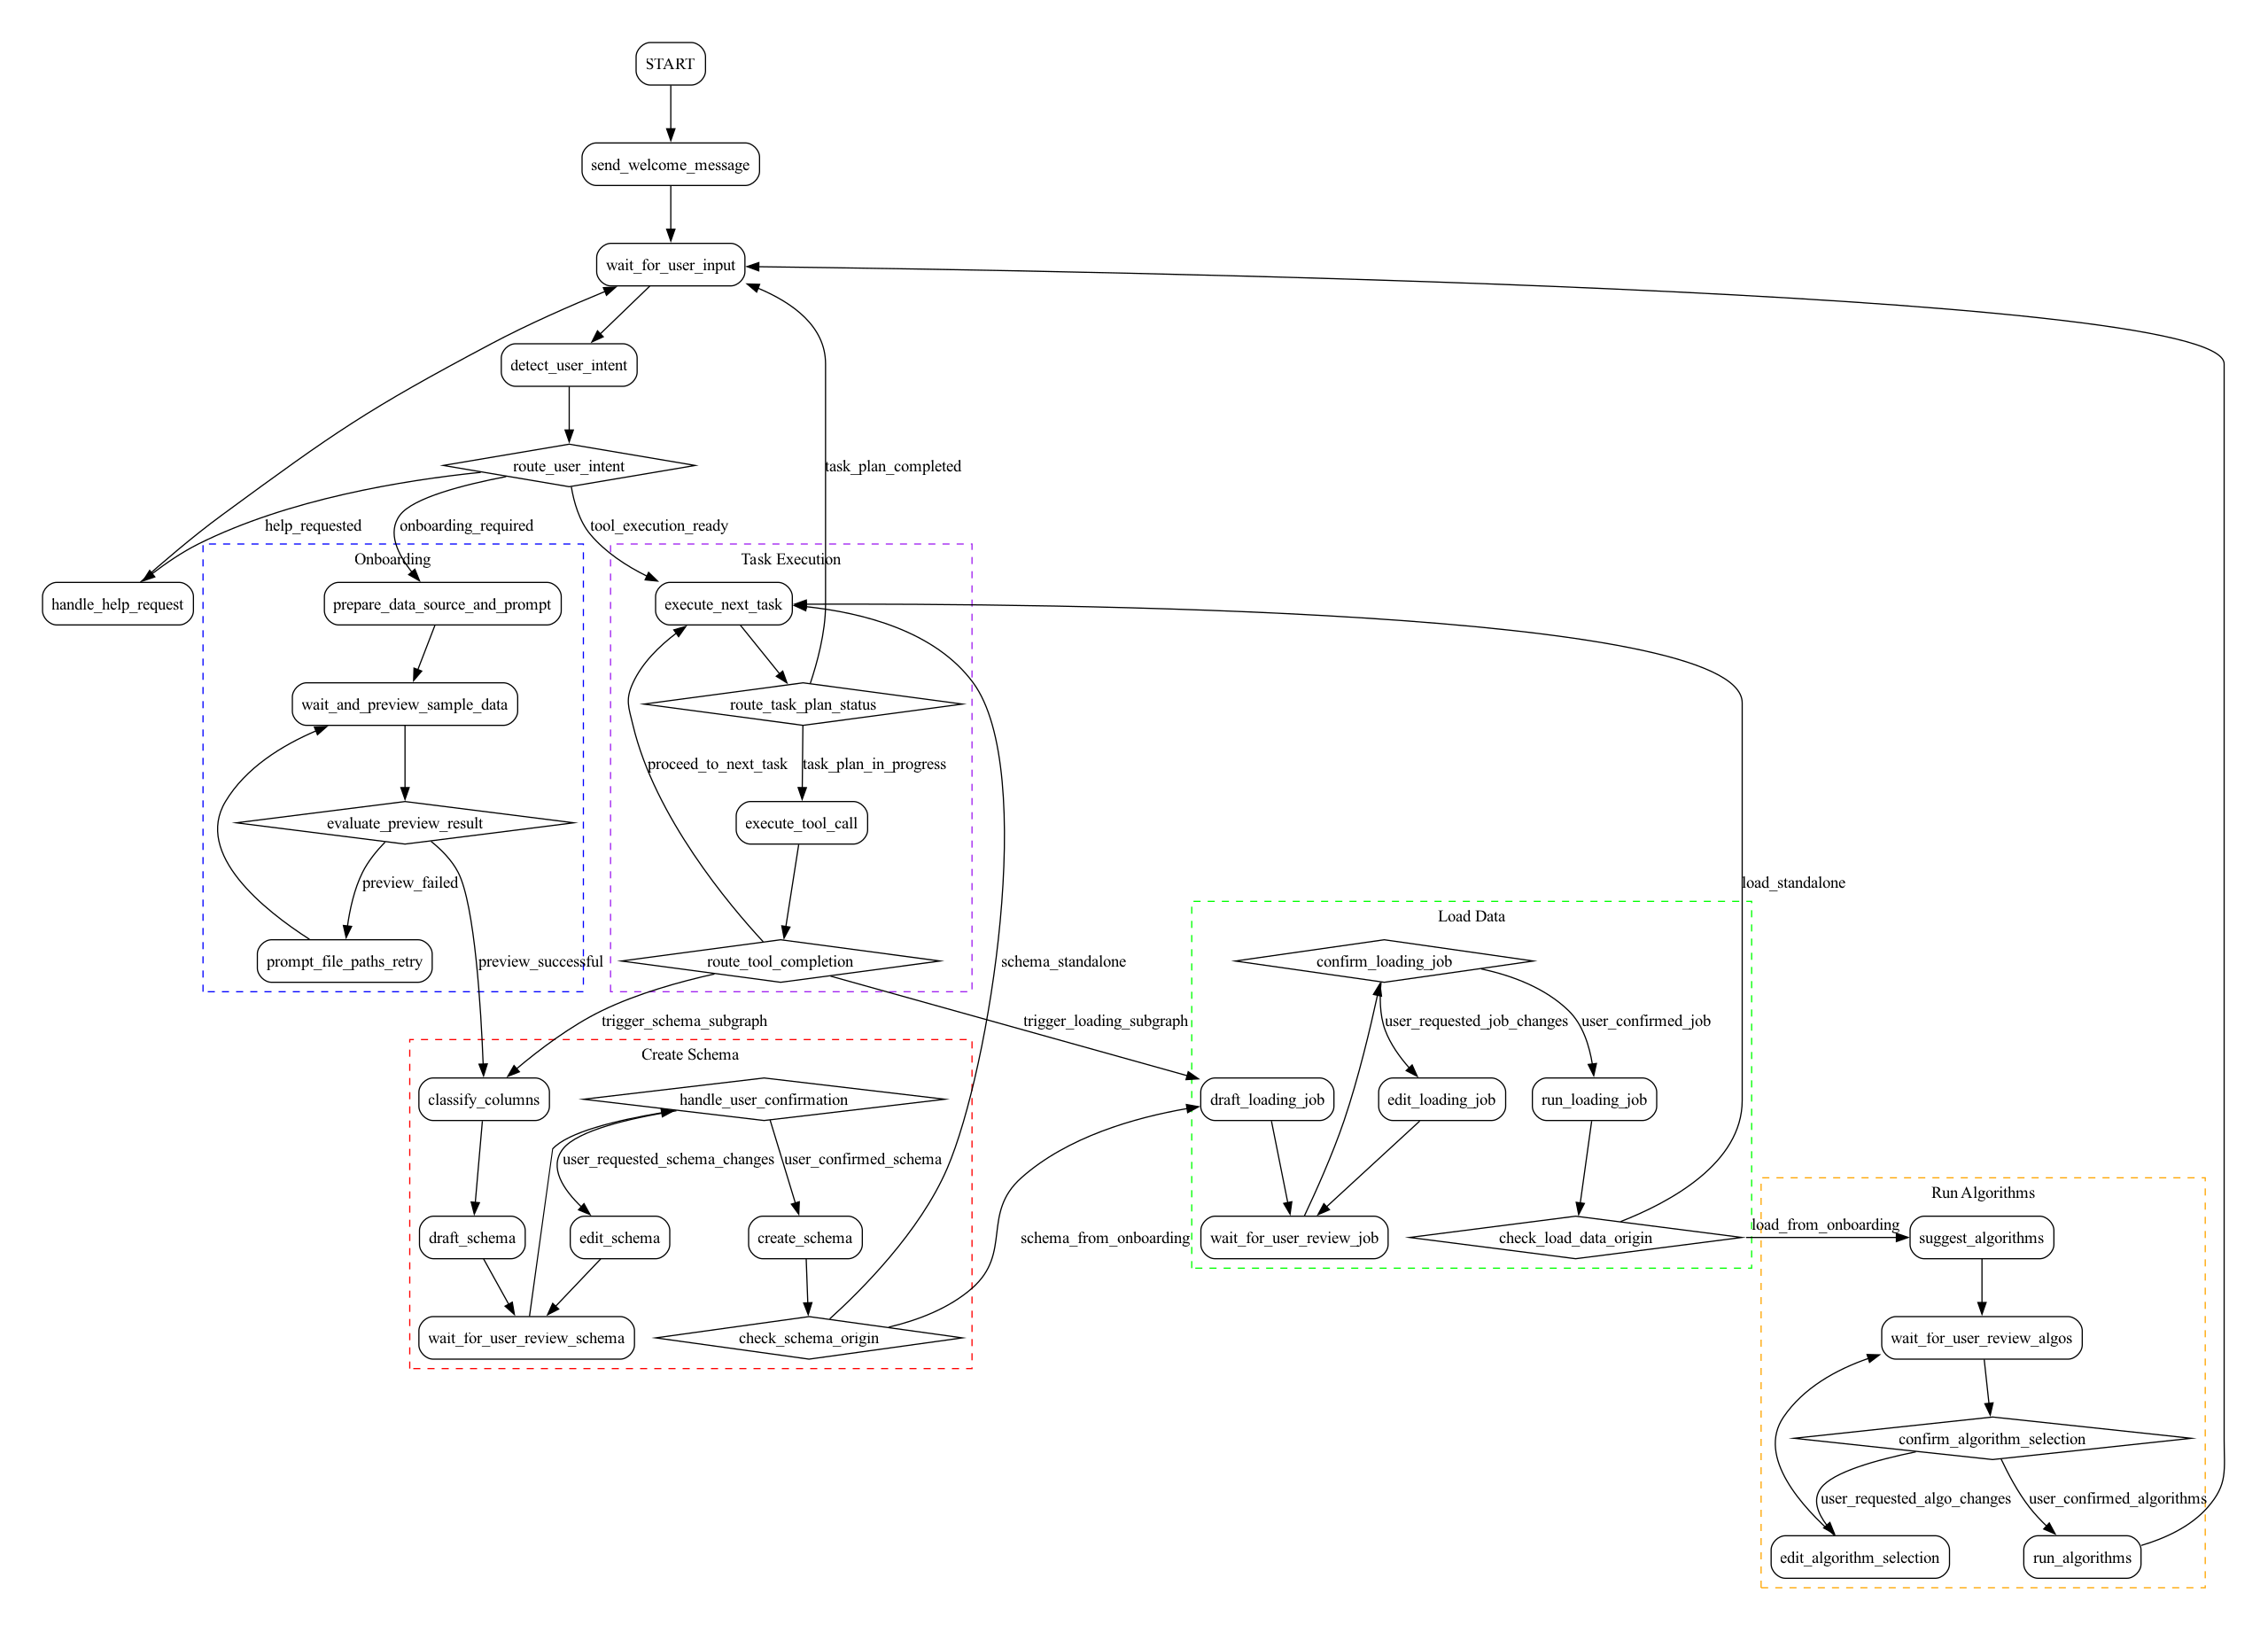 START
send_welcome_message
wait_for_user_input
detect_user_intent
route_user_intent
task_plan_completed
help_requested
onboarding_required
tool_execution_ready
Onboarding
Task Execution
handle_help_request
prepare_data_source_and_prompt
execute_next_task
wait_and_preview_sample_data
route_task_plan_status
proceed_to_next_task
task_plan_in_progress
evaluate_preview_result
execute_tool_call
preview_failed
load_standalone
Load Data
prompt_file_paths_retry
preview_successful
route_tool_completion
schema_standalone
confirm_loading_job
trigger_schema_subgraph
trigger_loading_subgraph
user_requested_job_changes
user_confirmed_job
Create Schema
classify_columns
handle_user_confirmation
draft_loading_job
edit_loading_job
run_loading_job
user_requested_schema_changes
user_confirmed_schema
Run Algorithms
draft_schema
edit_schema
create_schema
schema_from_onboarding
wait_for_user_review_job
check_load_data_origin
load_from_onboarding
suggest_algorithms
wait_for_user_review_schema
check_schema_origin
wait_for_user_review_algos
confirm_algorithm_selection
user_requested_algo_changes
user_confirmed_algorithms
edit_algorithm_selection
run_algorithms